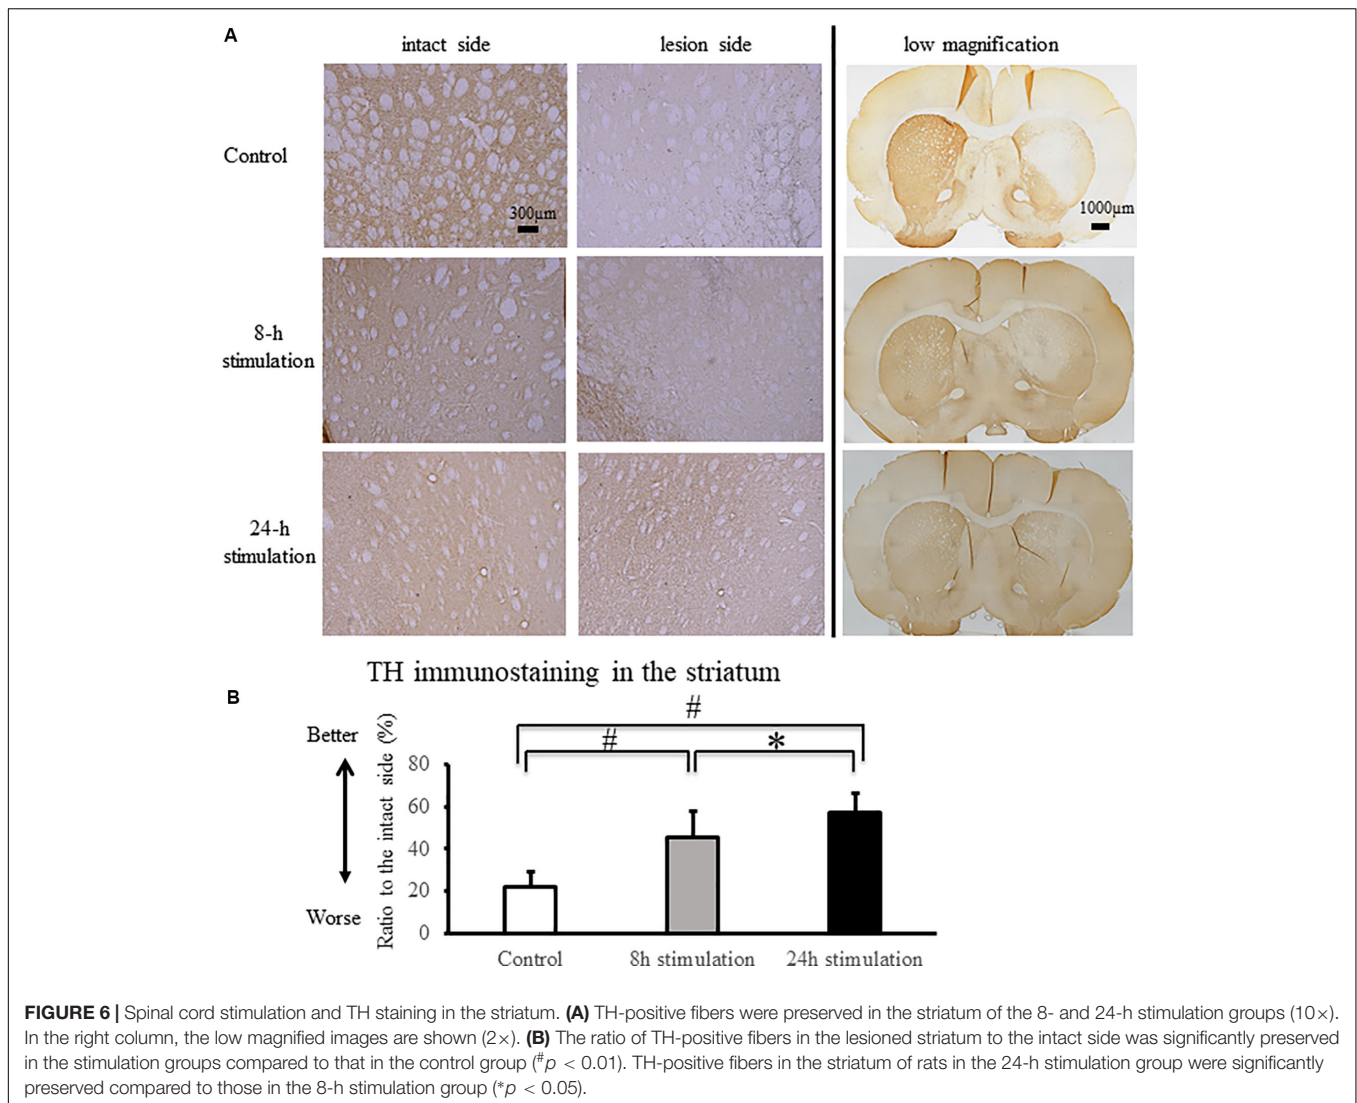 A
intact side
lesion side
low magnification
Control
300µm
1000µm
8-h
stimulation
24-h
stimulation
TH immunostaining in the striatum
B
#
Better
# *
Ratio to the intact side (%)
80
60
40
20
0
Worse
Control
8h stimulation
24h stimulation
FIGURE 6 | Spinal cord stimulation and TH staining in the striatum. (A) TH-positive fibers were preserved in the striatum of the 8- and 24-h stimulation groups (10×).
In the right column, the low magnified images are shown (2×). (B) The ratio of TH-positive fibers in the lesioned striatum to the intact side was significantly preserved
in the stimulation groups compared to that in the control group (#p < 0.01). TH-positive fibers in the striatum of rats in the 24-h stimulation group were significantly
preserved compared to those in the 8-h stimulation group (*p < 0.05).